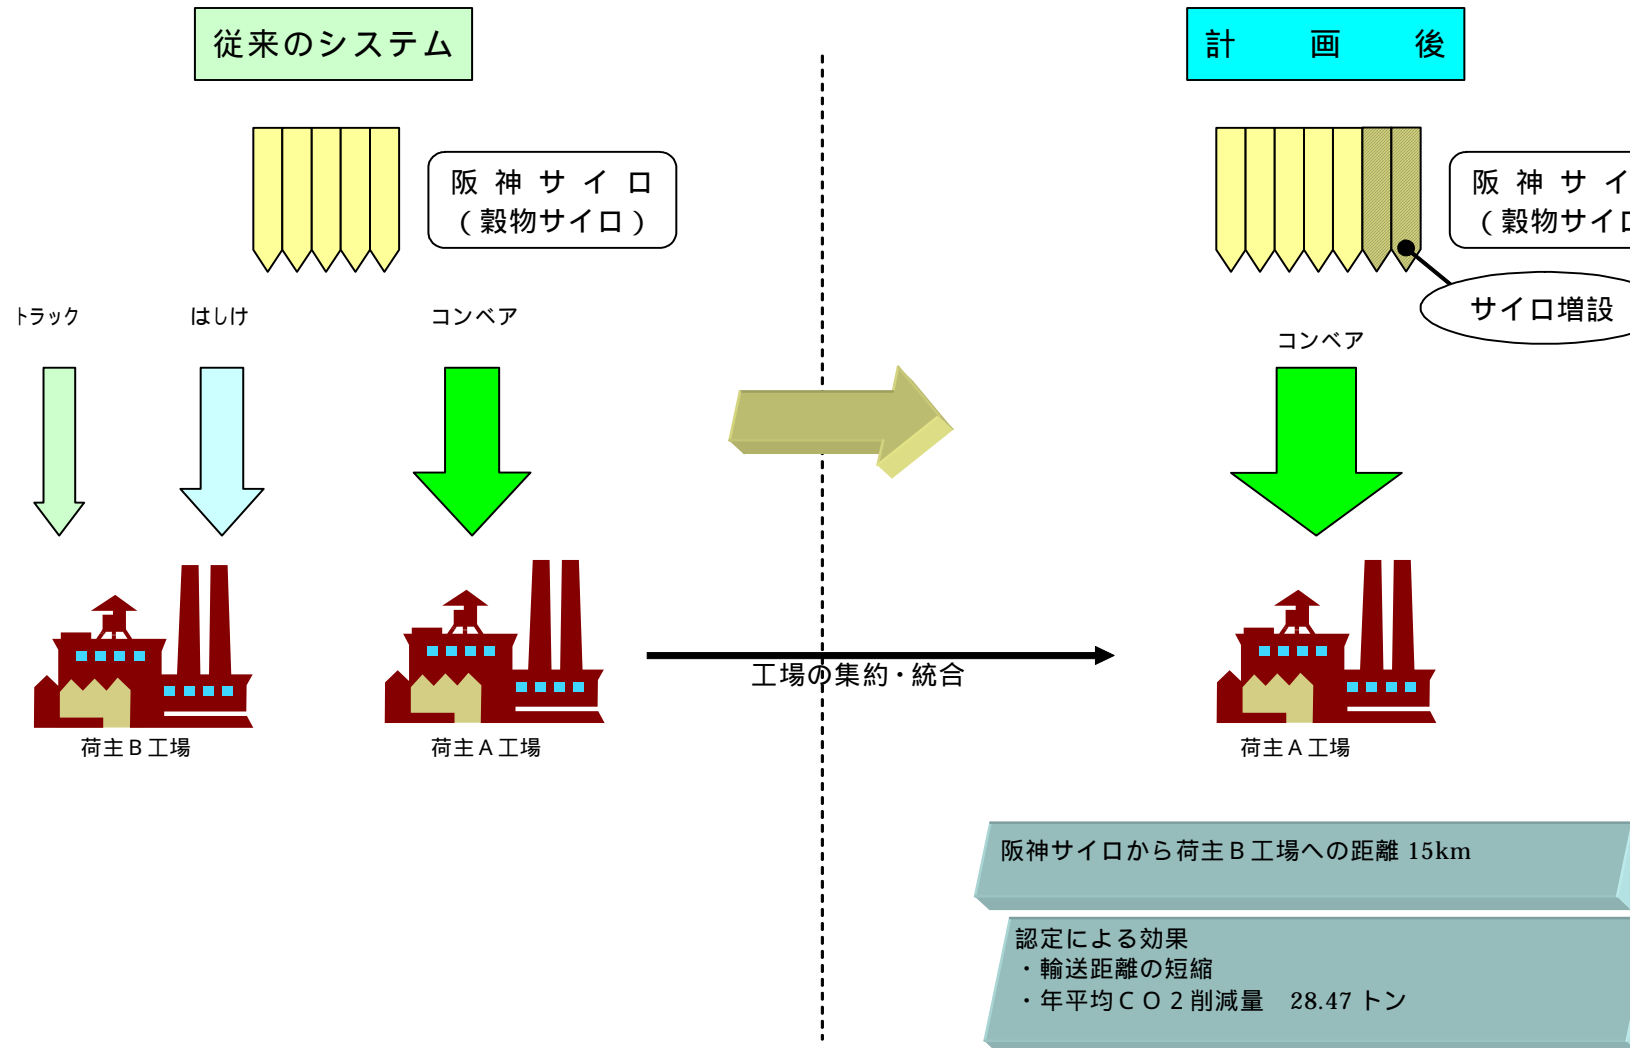 従来のシステム
計画後
阪神サイロ
(穀物サイロ)
阪神サイ
(穀物サイロ
サイロ増設
トラック
はしけ
コンベア
コンベア
工場の集約・統合
荷主B工場
荷主A工場
荷主A工場
阪神サイロから荷主B工場への距離 15km
認定による効果
・輸送距離の短縮
・年平均CO2削減量 28.47 トン